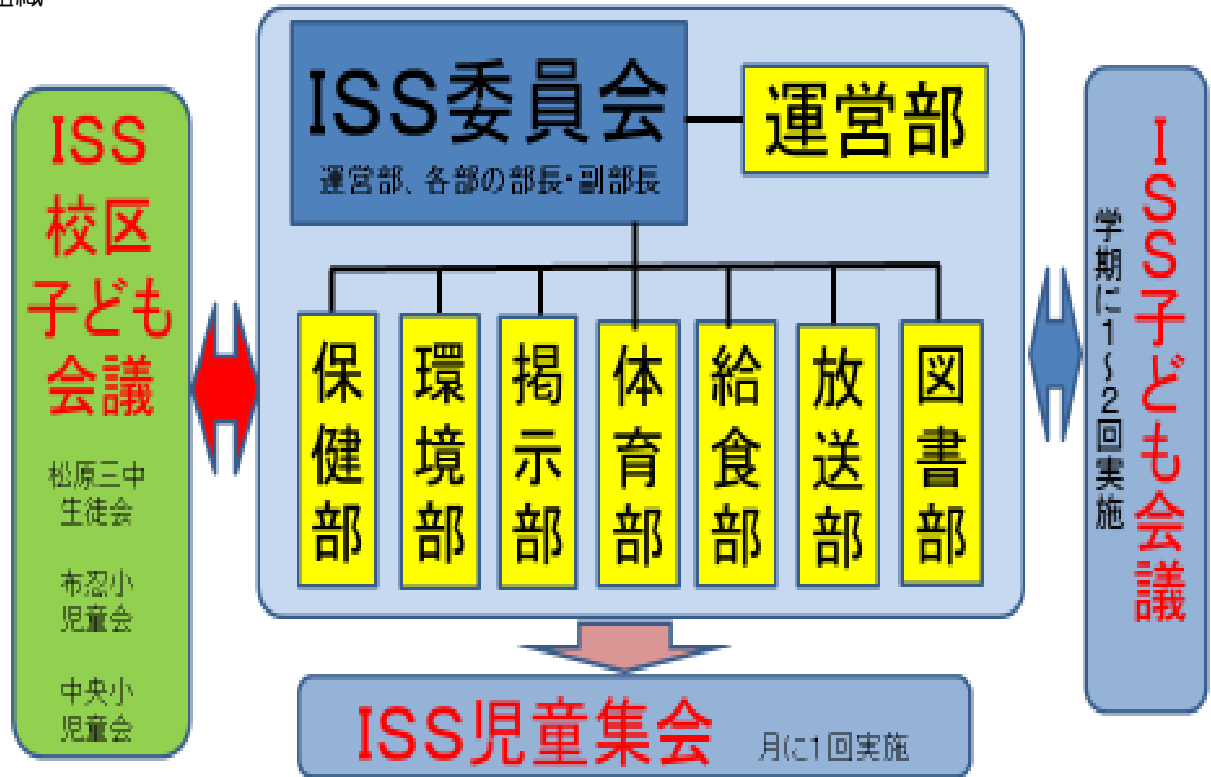 組織
ISS委員会
運営部、各部の部長・副部長
運営部
保健部
環境部
掲示部
体育部
給食部
放送部
図書部
ISS
校区
子ども
会議
松原三中
生徒会
布忍小
児童会
中央小
児童会
ISS子ども会議
学期に1~2回実施
ISS児童集会
月に1回実施